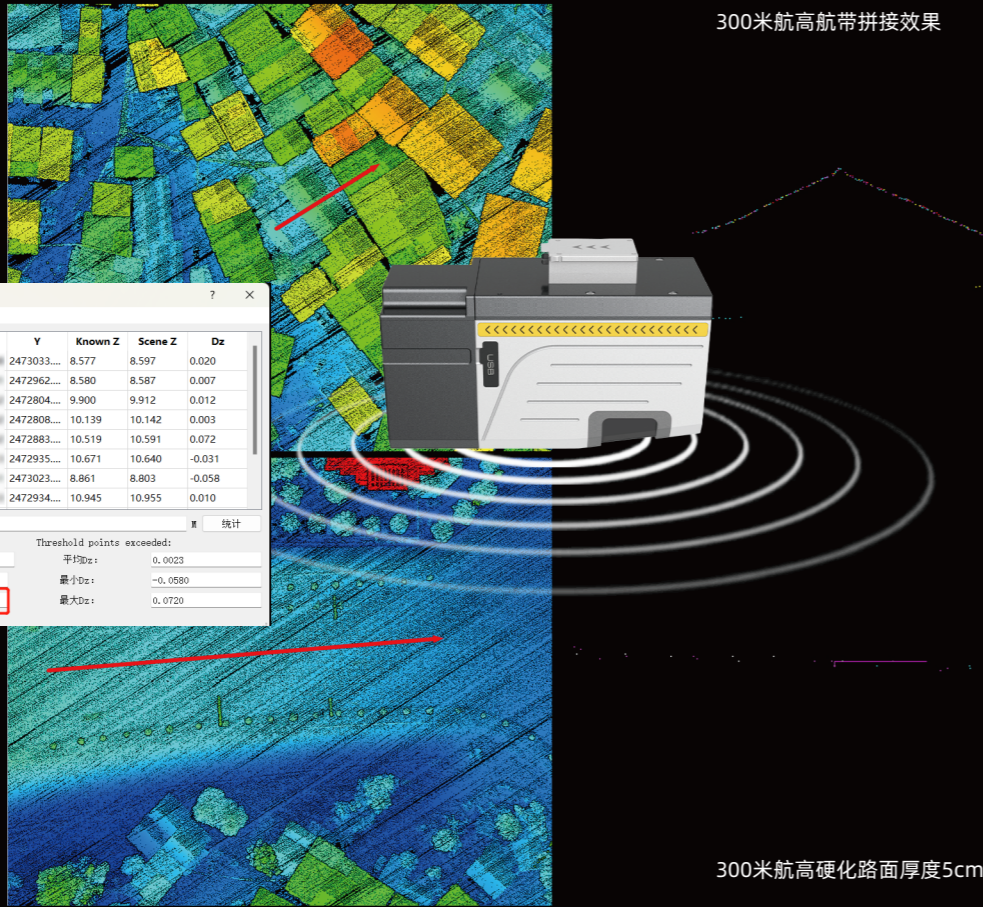 300米航高航带拼接效果
<<<
<<<<<<<<<<<<<<<<<<<<<<<
USB
? ×
Y Known Z Scene Z Dz
2473033.... 8.577 8.597 0.020
2472962.... 8.580 8.587 0.007
2472804.... 9.900 9.912 0.012
2472808.... 10.139 10.142 0.003
2472883.... 10.519 10.591 0.072
2472935.... 10.671 10.640 -0.031
2473023.... 8.861 8.803 -0.058
2472934.... 10.945 10.955 0.010
M 统计
Threshold points exceeded:
平均Dz: 0.0023
最小Dz: -0.0580
最大Dz: 0.0720
300米航高硬化路面厚度5cm